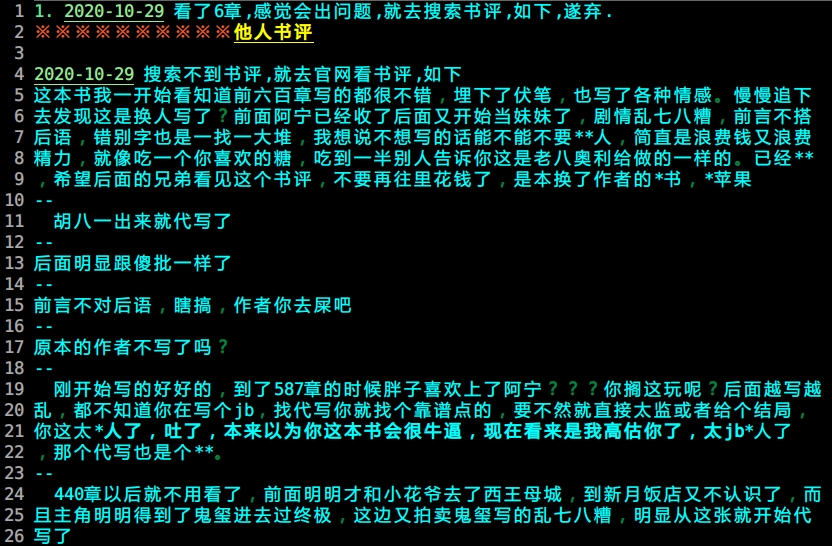 1 1. 2020-10-29 看了6章,感觉会出问题,就去搜索书评,如下,遂弃.
2 ※※※※※※※※※※他人书评
3
4 2020-10-29 搜索不到书评,就去官网看书评,如下
5 这本书我一开始看知道前六百章写的都很不错，埋下了伏笔，也写了各种情感。慢慢追下
6 去发现这是换人写了？前面阿宁已经收了后面又开始当妹妹了，剧情乱七八糟，前言不搭
7 后语，错别字也是一找一大堆，我想说不想写的话能不能不要**人，简直是浪费钱又浪费
8 精力，就像吃一个你喜欢的糖，吃到一半别人告诉你这是老八奥利给做的一样的。已经**
9 ，希望后面的兄弟看见这个书评，不要再往里花钱了，是本换了作者的*书，*苹果
10 --
11 胡八一出来就代写了
12 --
13 后面明显跟傻批一样了
14 --
15 前言不对后语，瞎搞，作者你去屎吧
16 --
17 原本的作者不写了吗？
18 --
19 刚开始写的好好的，到了587章的时候胖子喜欢上了阿宁？？？你搁这玩呢？后面越写越
20 乱，都不知道你在写个jb，找代写你就找个靠谱点的，要不然就直接太监或者给个结局，
21 你这太*人了，吐了，本来以为你这本书会很牛逼，现在看来是我高估你了，太jb*人了
22 ，那个代写也是个**。
23 --
24 440章以后就不用看了，前面明明才和小花爷去了西王母城，到新月饭店又不认识了，而
25 且主角明明得到了鬼玺进去过终极，这边又拍卖鬼玺写的乱七八糟，明显从这张就开始代
26 写了